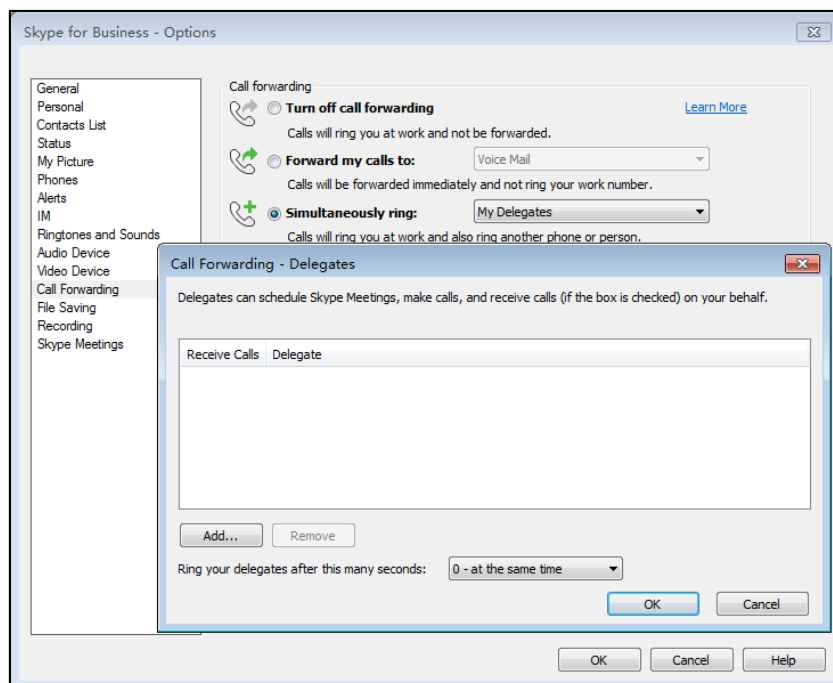 Skype for Business - Options
General
Personal
Contacts List
Status
My Picture
Phones
Alerts
IM
Ringtones and Sounds
Audio Device
Video Device
Call Forwarding
File Saving
Recording
Skype Meetings
Call forwarding
Turn off call forwarding
Learn More
Calls will ring you at work and not be forwarded.
Forward my calls to:
Voice Mail
Calls will be forwarded immediately and not ring your work number.
Simultaneously ring:
My Delegates
Calls will ring you at work and also ring another phone or person.
Call Forwarding - Delegates
Delegates can schedule Skype Meetings, make calls, and receive calls (if the box is checked) on your behalf.
Receive Calls Delegate
Add... Remove
Ring your delegates after this many seconds: 0 - at the same time
OK Cancel
OK Cancel Help